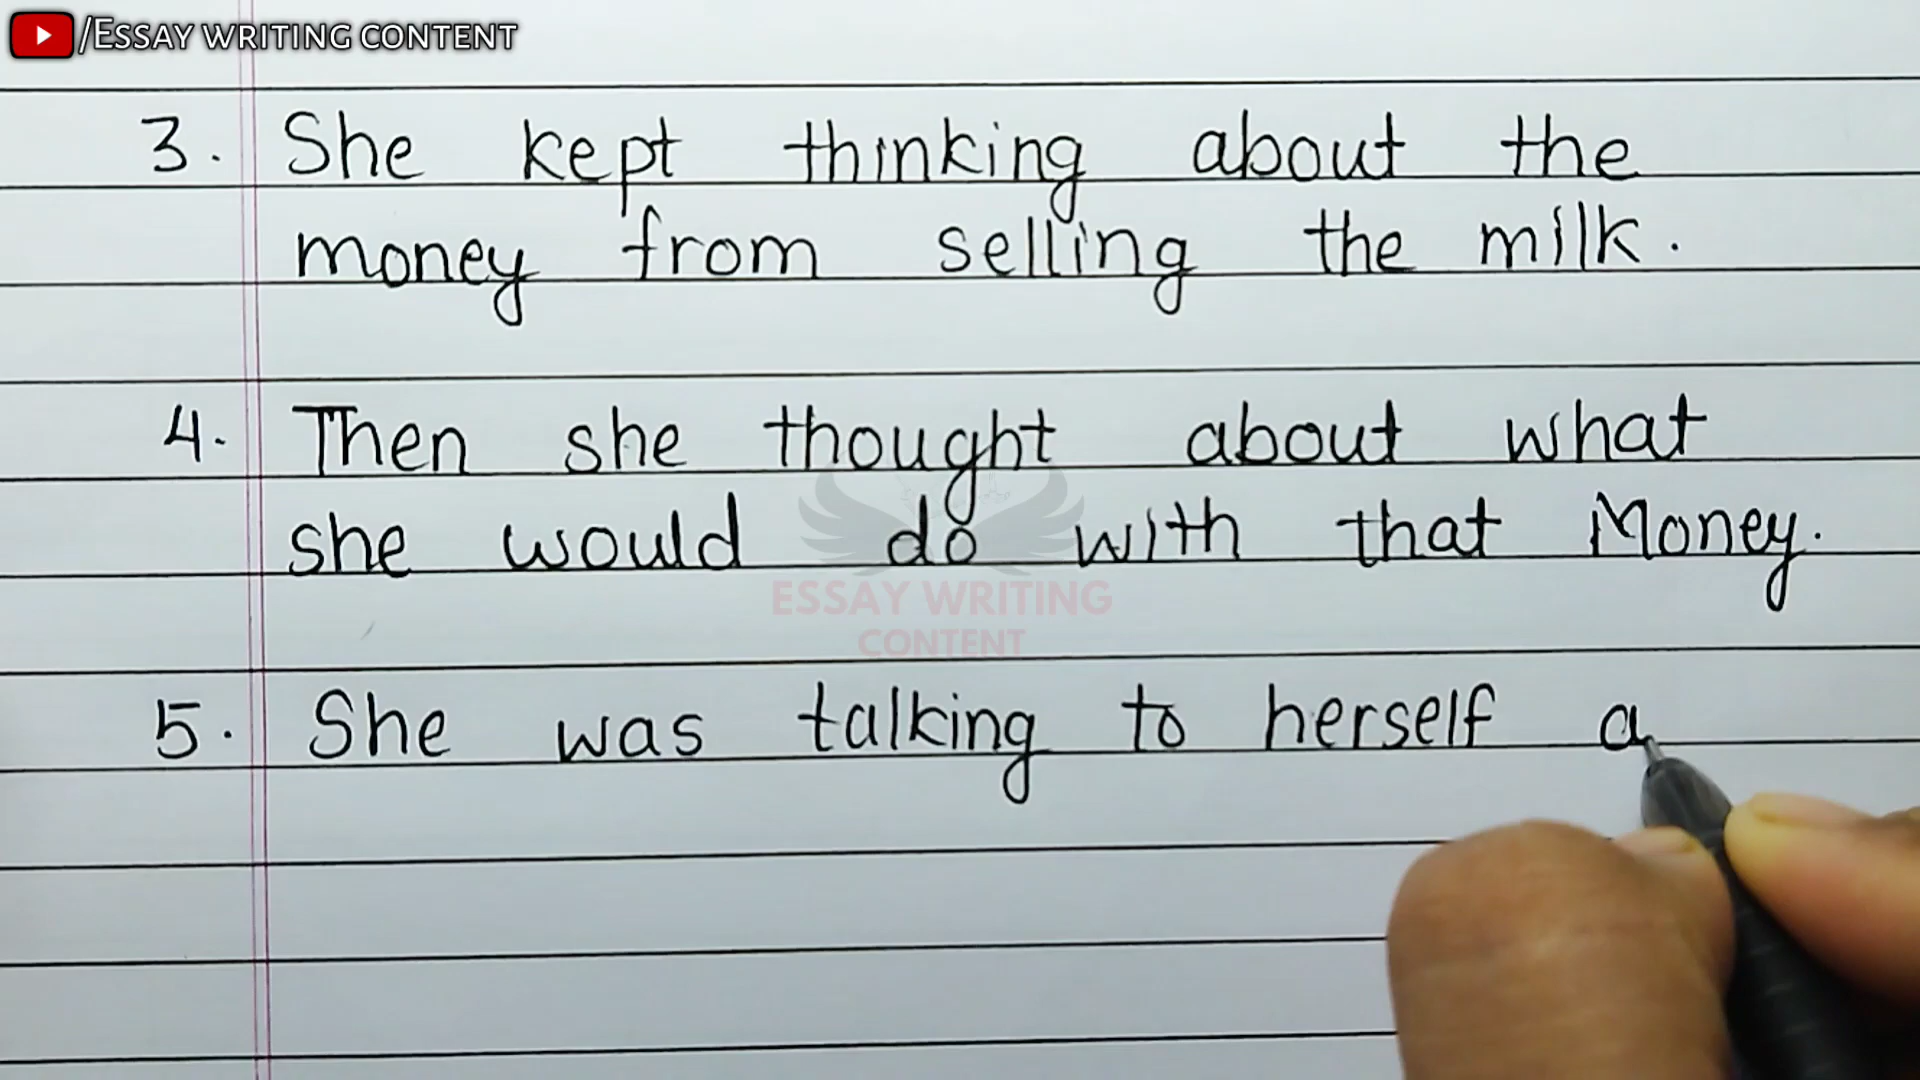 /ESSAY WRITING CONTENT
3. She kept thinking about the
money from selling the milk.
4. Then she thought about what
she would do with that Money.
ESSAY WRITING
CONTENT
5. She was talking to herself a